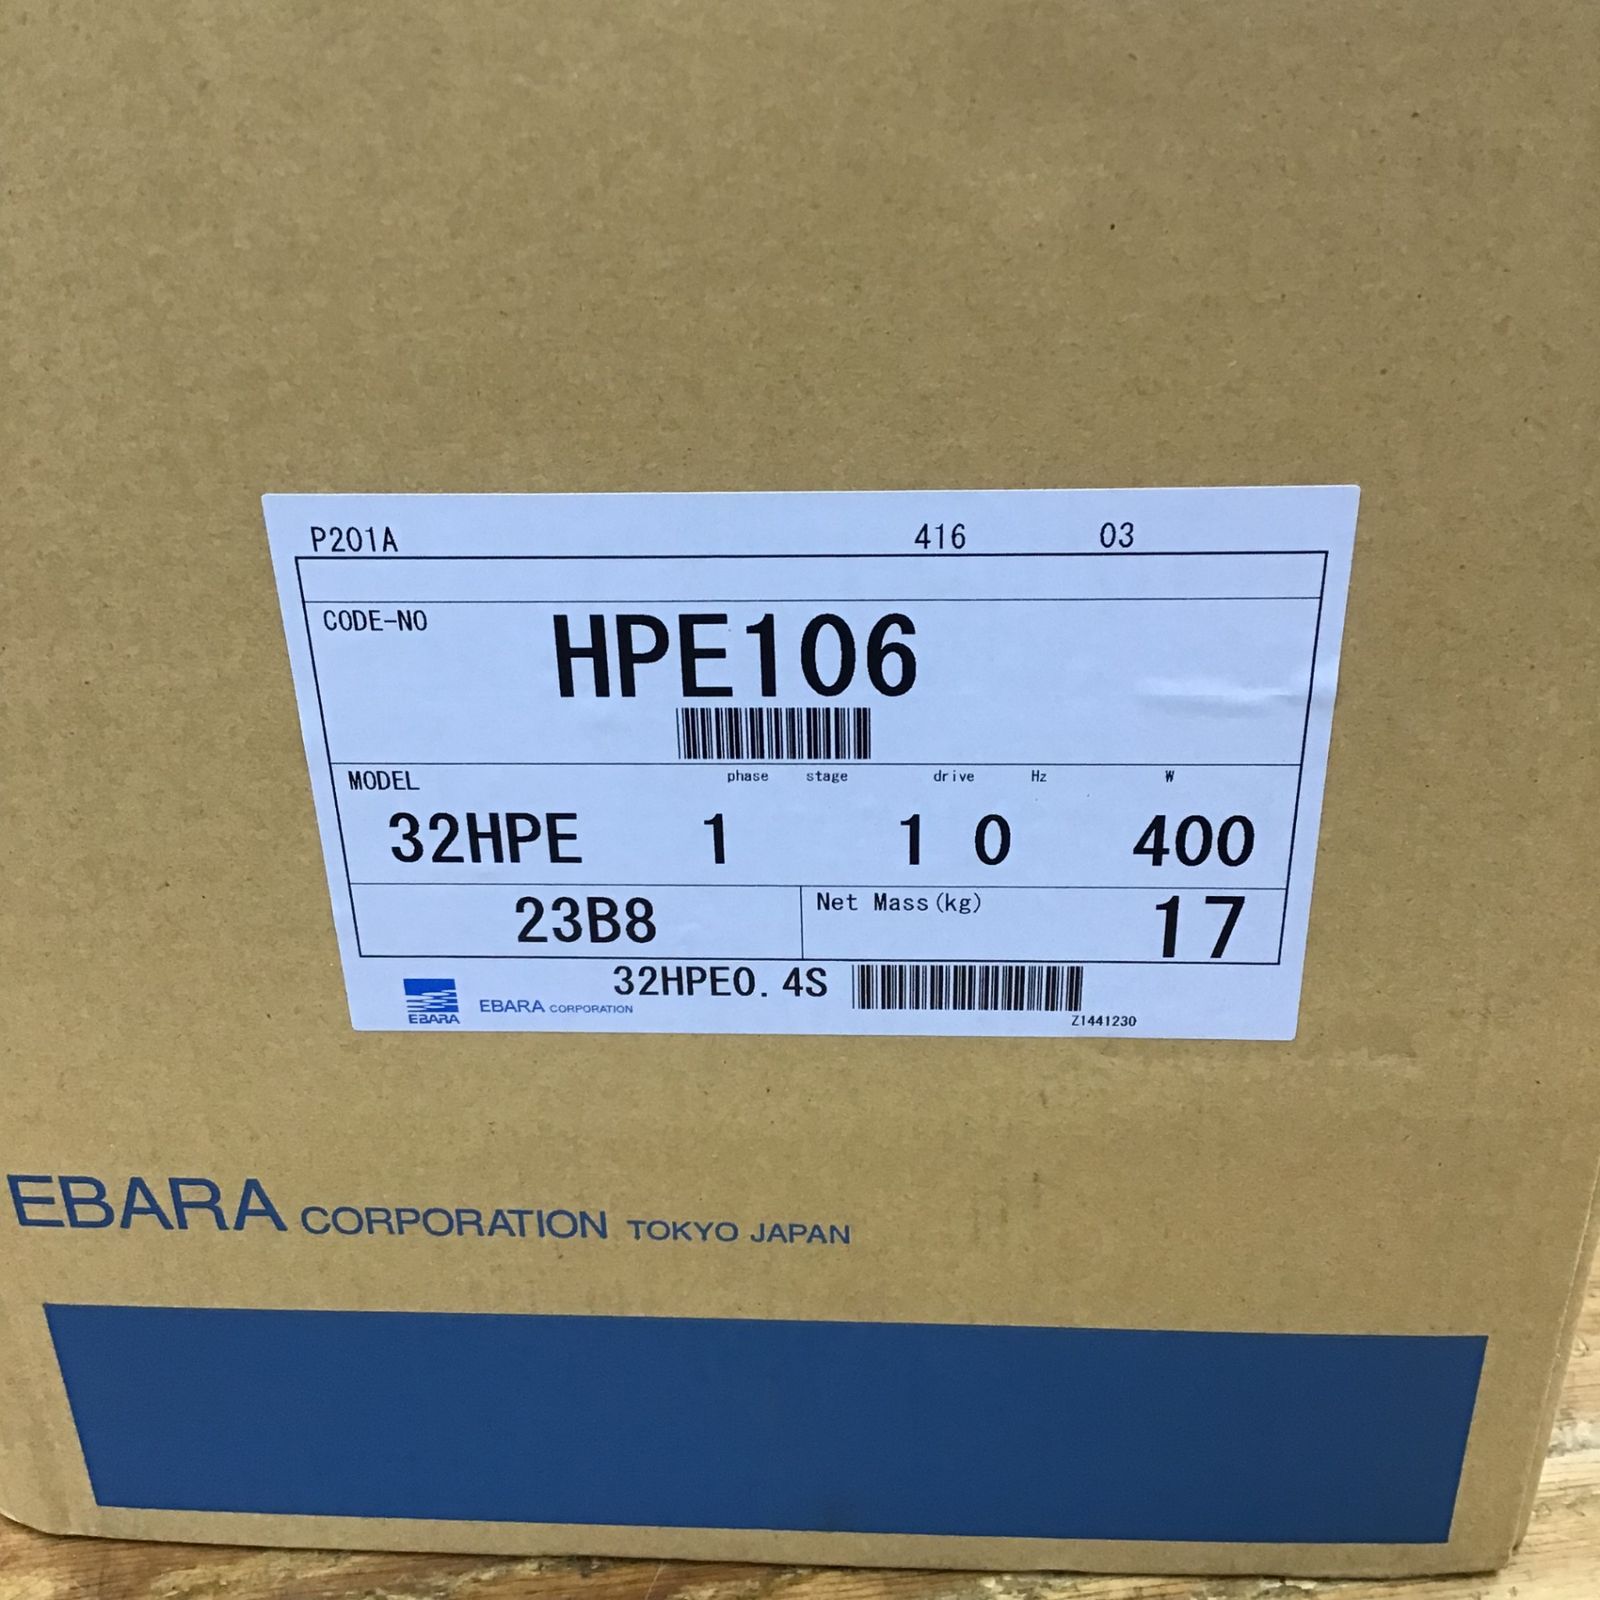 P201A 416 03
CODE-NO HPE106
MODEL phase stage drive Hz W
32HPE 1 1 0 400
23B8 Net Mass(kg) 17
32HPE0.4S
EBARA EBARA CORPORATION
Z1441230
EBARA CORPORATION TOKYO JAPAN